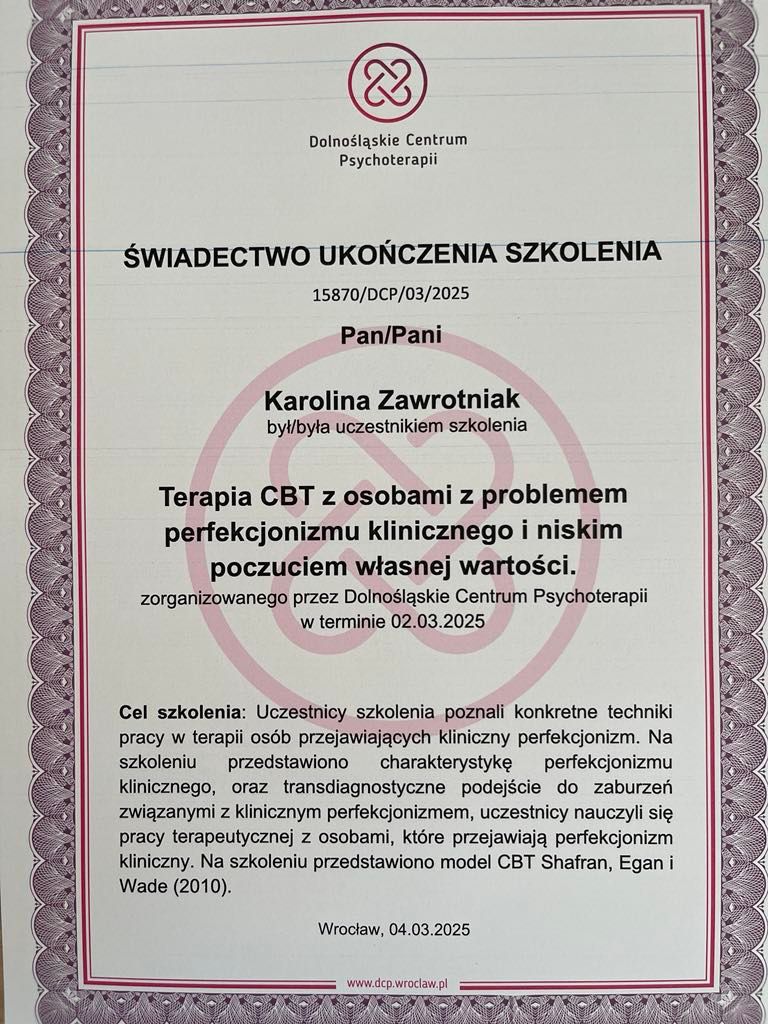 Dolnośląskie Centrum
Psychoterapii
ŚWIADECTWO UKOŃCZENIA SZKOLENIA
15870/DCP/03/2025
Pan/Pani
Karolina Zawrotniak
był/była uczestnikiem szkolenia
Terapia CBT z osobami z problemem
perfekcjonizmu klinicznego i niskim
poczuciem własnej wartości.
zorganizowanego przez Dolnośląskie Centrum Psychoterapii
w terminie 02.03.2025
Cel szkolenia: Uczestnicy szkolenia poznali konkretne techniki
pracy w terapii osób przejawiających kliniczny perfekcjonizm. Na
szkoleniu przedstawiono charakterystykę perfekcjonizmu
klinicznego, oraz transdiagnostyczne podejście do zaburzeń
związanymi z klinicznym perfekcjonizmem, uczestnicy nauczyli się
pracy terapeutycznej z osobami, które przejawiają perfekcjonizm
kliniczny. Na szkoleniu przedstawiono model CBT Shafran, Egan i
Wade (2010).
Wrocław, 04.03.2025
www.dcp.wroclaw.pl